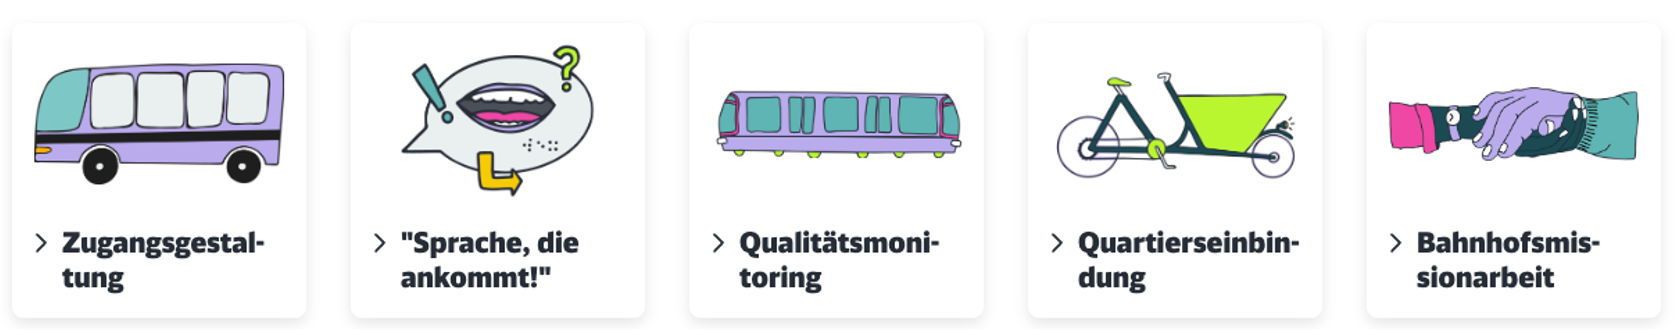 Zugangsgestal-
tung
"Sprache, die
ankommt!"
Qualitätsmoni-
toring
Quartierseinbin-
dung
Bahnhofsmis-
sionarbeit